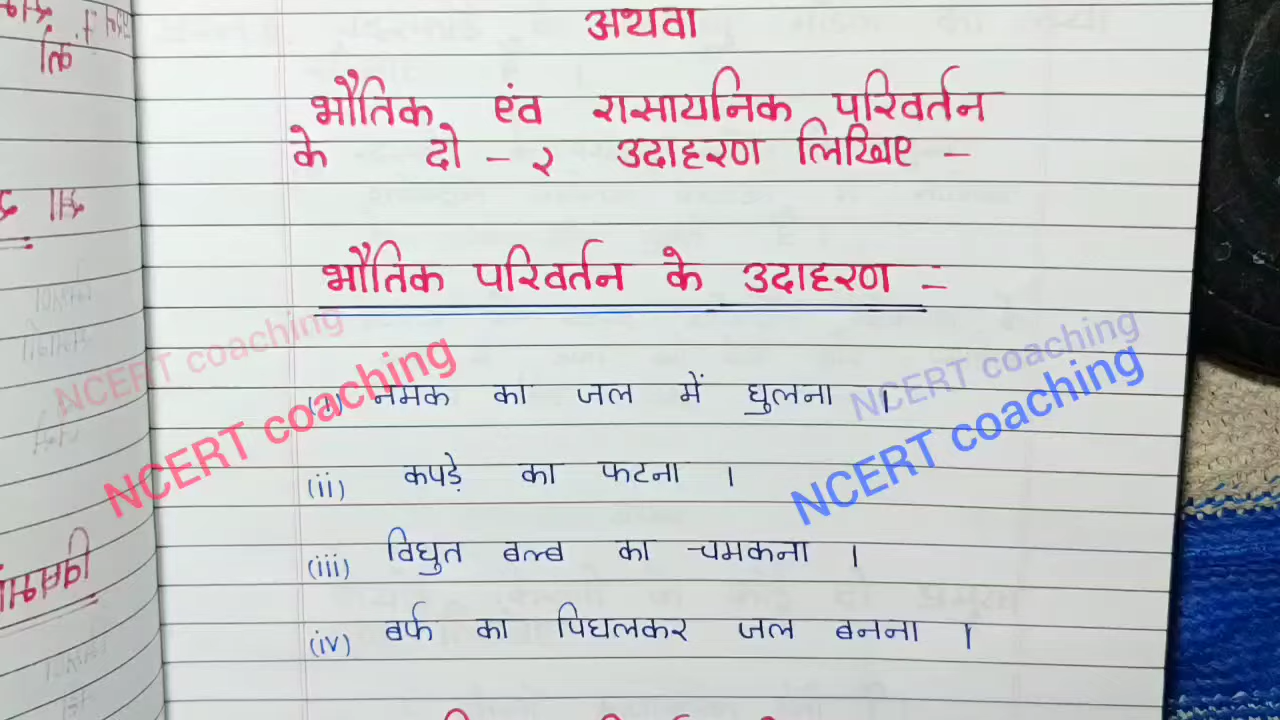 अथवा
भौतिक एंव रासायनिक परिवर्तन
के दो - २ उदाहरण लिखिए -
भौतिक परिवर्तन के उदाहरण =
NCERT coaching
NCERT coaching
NCERT coaching
NCERT coaching
(i) नमक का जल में घुलना ।
(ii) कपड़े का फटना ।
(iii) विघुत बल्ब का चमकना ।
(iv) बर्फ का पिघलकर जल बनना ।